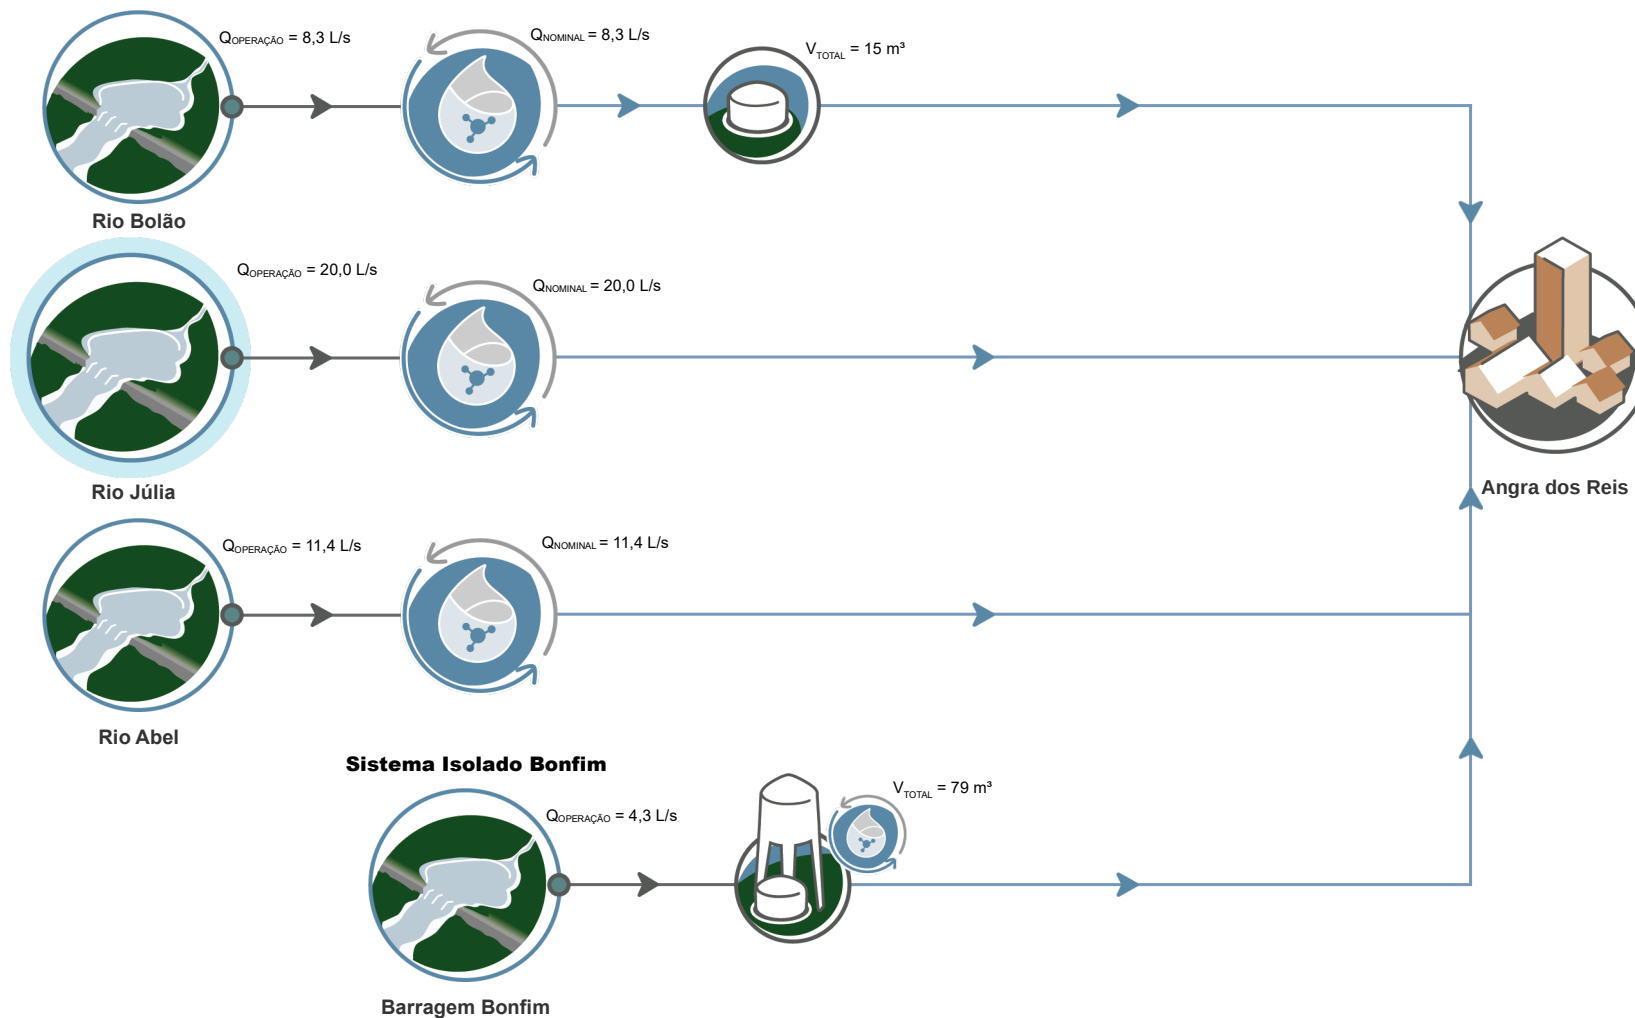 QOPERAÇÃO = 8,3 L/s
QNOMINAL = 8,3 L/s
VTOTAL = 15 m³
Rio Bolão
QOPERAÇÃO = 20,0 L/s
QNOMINAL = 20,0 L/s
Rio Júlia
Angra dos Reis
QOPERAÇÃO = 11,4 L/s
QNOMINAL = 11,4 L/s
Rio Abel
Sistema Isolado Bonfim
QOPERAÇÃO = 4,3 L/s
VTOTAL = 79 m³
Barragem Bonfim